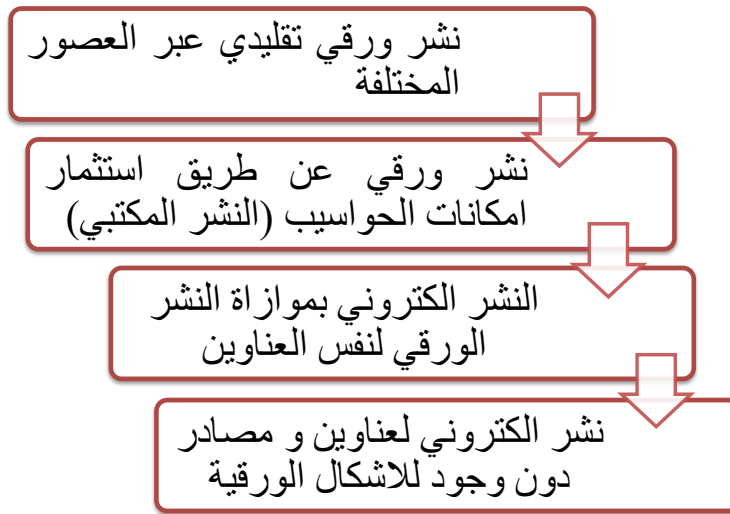 نشر ورقي تقليدي عبر العصور
المختلفة
نشر ورقي عن طريق استثمار
امكانات الحواسيب (النشر المكتبي)
النشر الكتروني بموازاة النشر
الورقي لنفس العناوين
نشر الكتروني لعناوين و مصادر
دون وجود للاشكال الورقية